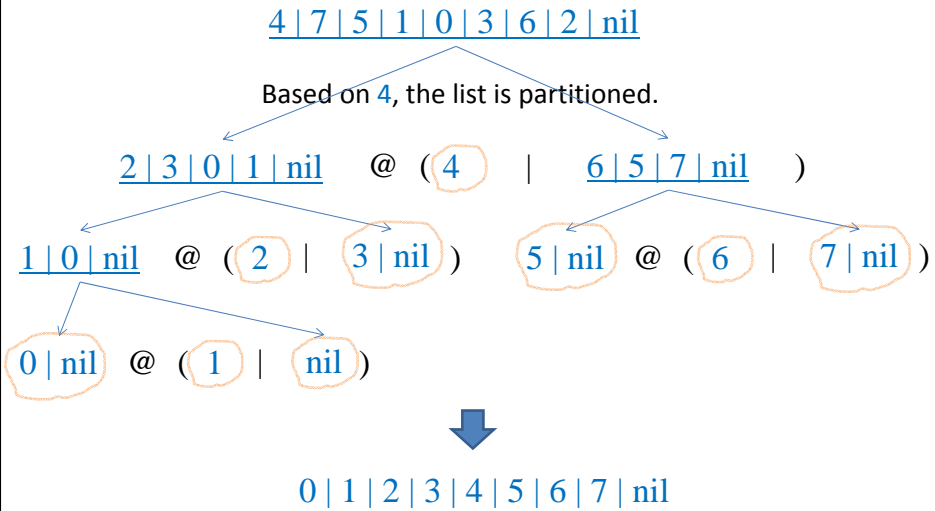 4 | 7 | 5 | 1 | 0 | 3 | 6 | 2 | nil
Based on 4, the list is partitioned.
2 | 3 | 0 | 1 | nil @ ( 4 | 6 | 5 | 7 | nil )
1 | 0 | nil @ ( 2 | 3 | nil ) 5 | nil @ ( 6 | 7 | nil )
0 | nil @ ( 1 | nil )
0 | 1 | 2 | 3 | 4 | 5 | 6 | 7 | nil